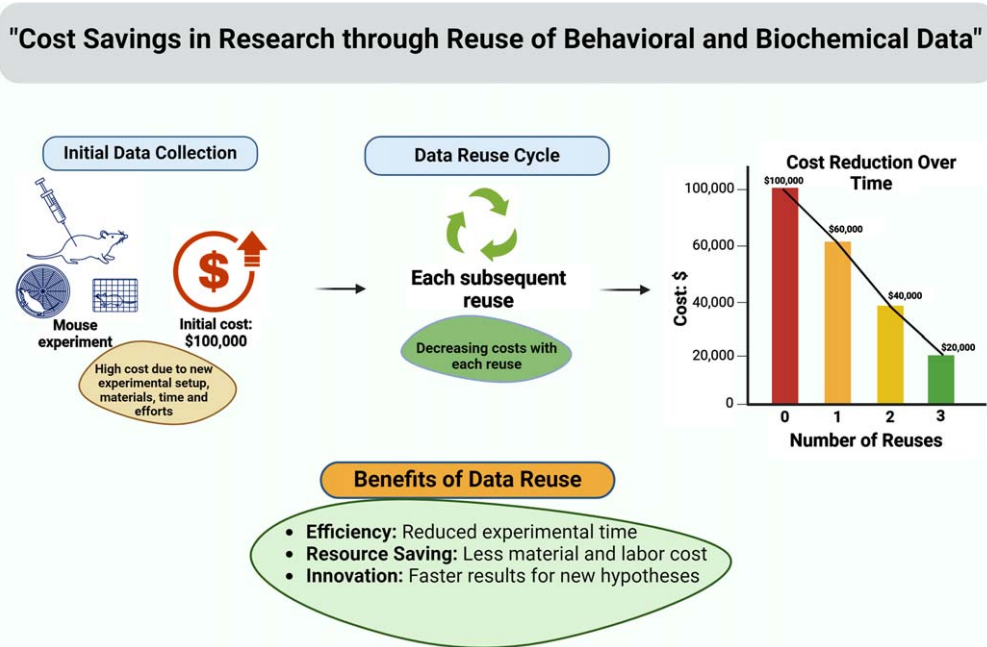 "Cost Savings in Research through Reuse of Behavioral and Biochemical Data"
Initial Data Collection
Mouse
experiment
Initial cost:
$100,000
High cost due to new
experimental setup,
materials, time and
efforts
Data Reuse Cycle
Each subsequent
reuse
Decreasing costs with
each reuse
Cost Reduction Over
Time
Cost: $
100,000
60,000
40,000
20,000
0
$100,000
$60,000
$40,000
$20,000
0 1 2 3
Number of Reuses
Benefits of Data Reuse
• Efficiency: Reduced experimental time
• Resource Saving: Less material and labor cost
• Innovation: Faster results for new hypotheses